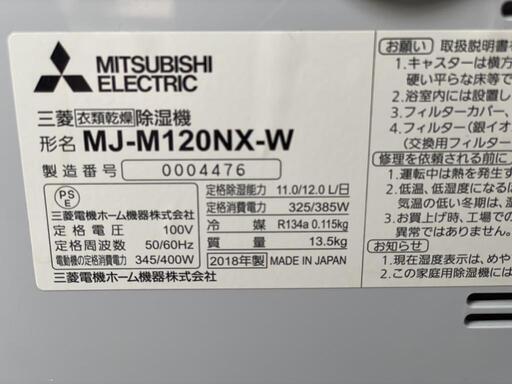 MITSUBISHI
ELECTRIC
三菱 衣類乾燥 除湿機
形名 MJ-M120NX-W
製造番号 0004476
PS
E
三菱電機ホーム機器株式会社
定格電圧 100V
定格周波数 50/60Hz
電動機の定格消費電力 345/400W
三菱電機ホーム機器株式会社
定格除湿能力 11.0/12.0 L/日
定格消費電力 325/385W
冷媒 R134a 0.115kg
質量 13.5kg
2018年製 MADE IN JAPAN
お願い 取扱説明書
1.キャスターは横方
硬い平らな床等で
2.浴室内には設置し
3.フィルターカバー、
4.フィルター(銀イオ
(交換用フィルター
修理を依頼される前に
1.運転中は熱を発生す
2.低温、低湿度になる
気温の低い冬期は、湿
3.お買上げ時、工場での
異常ではありません。
お知らせ
1.現在湿度表示は、めや
2.この家庭用除湿機には